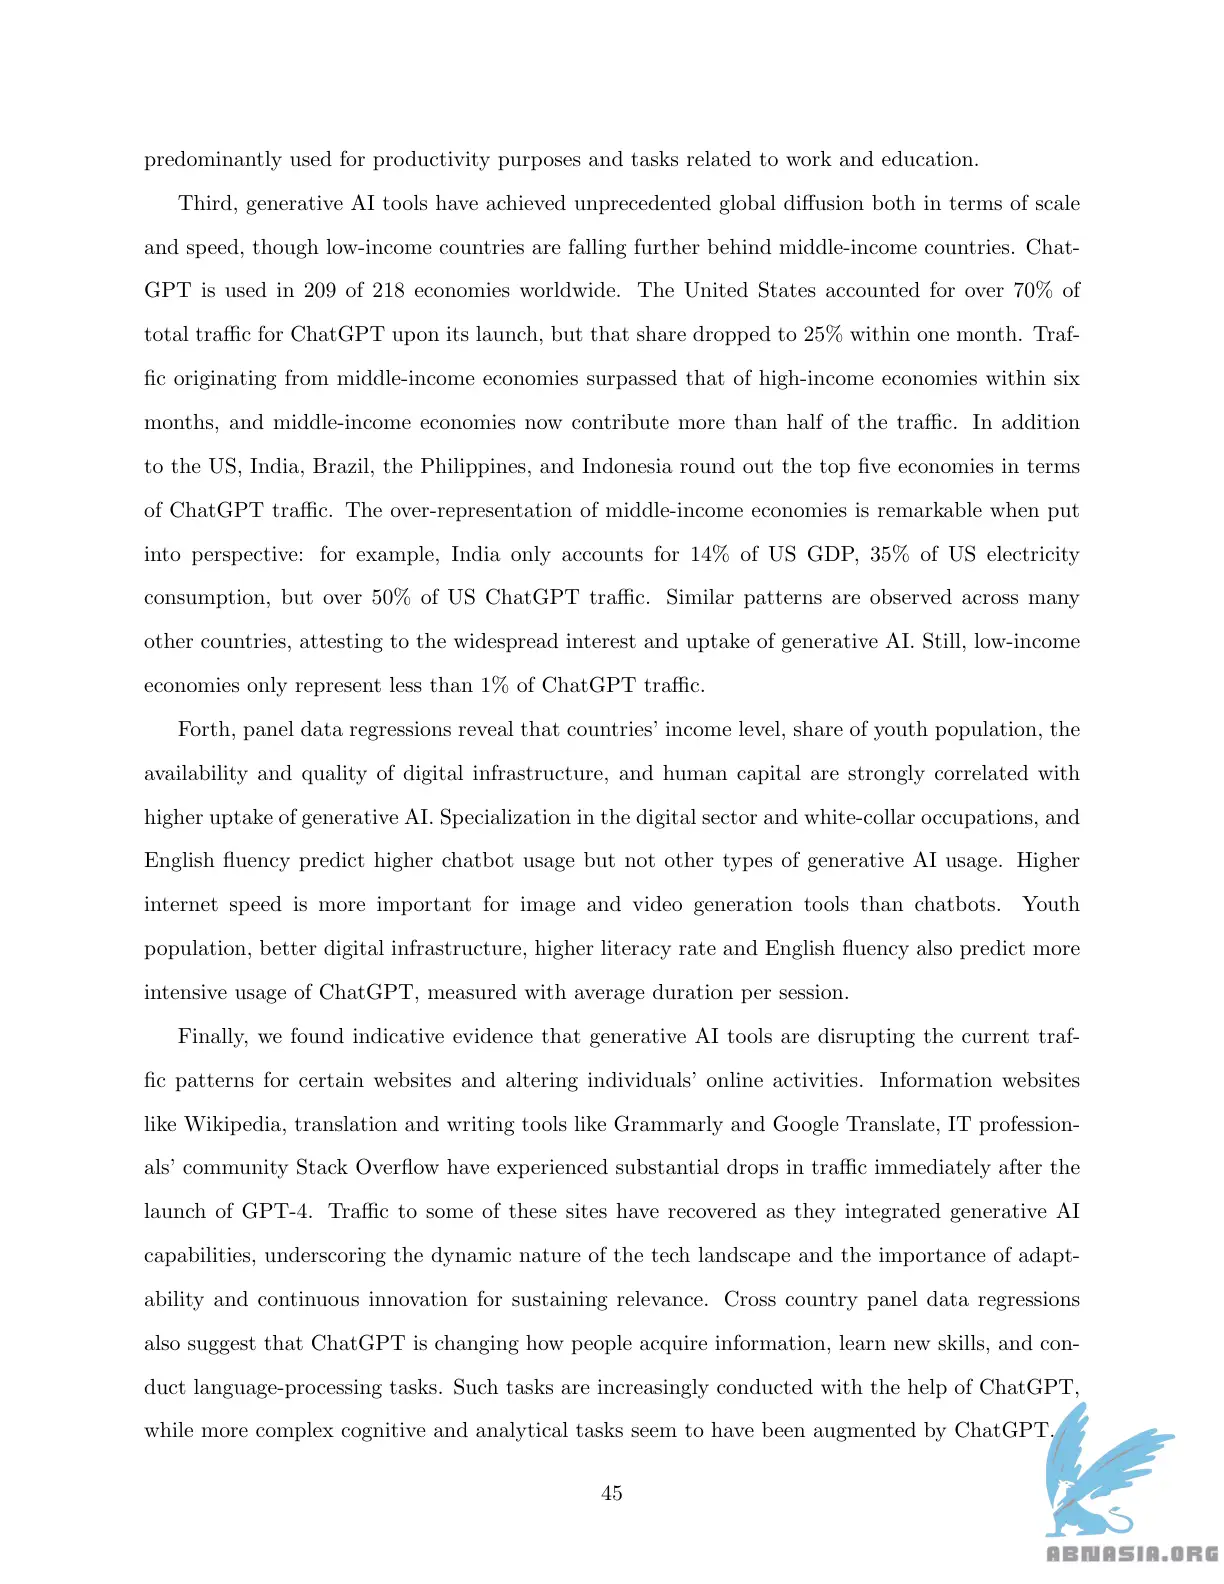 predominantly used for productivity purposes and tasks related to work and education.
Third, generative AI tools have achieved unprecedented global diffusion both in terms of scale
and speed, though low-income countries are falling further behind middle-income countries. Chat-
GPT is used in 209 of 218 economies worldwide. The United States accounted for over 70% of
total traffic for ChatGPT upon its launch, but that share dropped to 25% within one month. Traf-
fic originating from middle-income economies surpassed that of high-income economies within six
months, and middle-income economies now contribute more than half of the traffic. In addition
to the US, India, Brazil, the Philippines, and Indonesia round out the top five economies in terms
of ChatGPT traffic. The over-representation of middle-income economies is remarkable when put
into perspective: for example, India only accounts for 14% of US GDP, 35% of US electricity
consumption, but over 50% of US ChatGPT traffic. Similar patterns are observed across many
other countries, attesting to the widespread interest and uptake of generative AI. Still, low-income
economies only represent less than 1% of ChatGPT traffic.
Forth, panel data regressions reveal that countries' income level, share of youth population, the
availability and quality of digital infrastructure, and human capital are strongly correlated with
higher uptake of generative AI. Specialization in the digital sector and white-collar occupations, and
English fluency predict higher chatbot usage but not other types of generative AI usage. Higher
internet speed is more important for image and video generation tools than chatbots. Youth
population, better digital infrastructure, higher literacy rate and English fluency also predict more
intensive usage of ChatGPT, measured with average duration per session.
Finally, we found indicative evidence that generative AI tools are disrupting the current traf-
fic patterns for certain websites and altering individuals' online activities. Information websites
like Wikipedia, translation and writing tools like Grammarly and Google Translate, IT profession-
als' community Stack Overflow have experienced substantial drops in traffic immediately after the
launch of GPT-4. Traffic to some of these sites have recovered as they integrated generative AI
capabilities, underscoring the dynamic nature of the tech landscape and the importance of adapt-
ability and continuous innovation for sustaining relevance. Cross country panel data regressions
also suggest that ChatGPT is changing how people acquire information, learn new skills, and con-
duct language-processing tasks. Such tasks are increasingly conducted with the help of ChatGPT,
while more complex cognitive and analytical tasks seem to have been augmented by ChatGPT.
45
ABNASIA.ORG